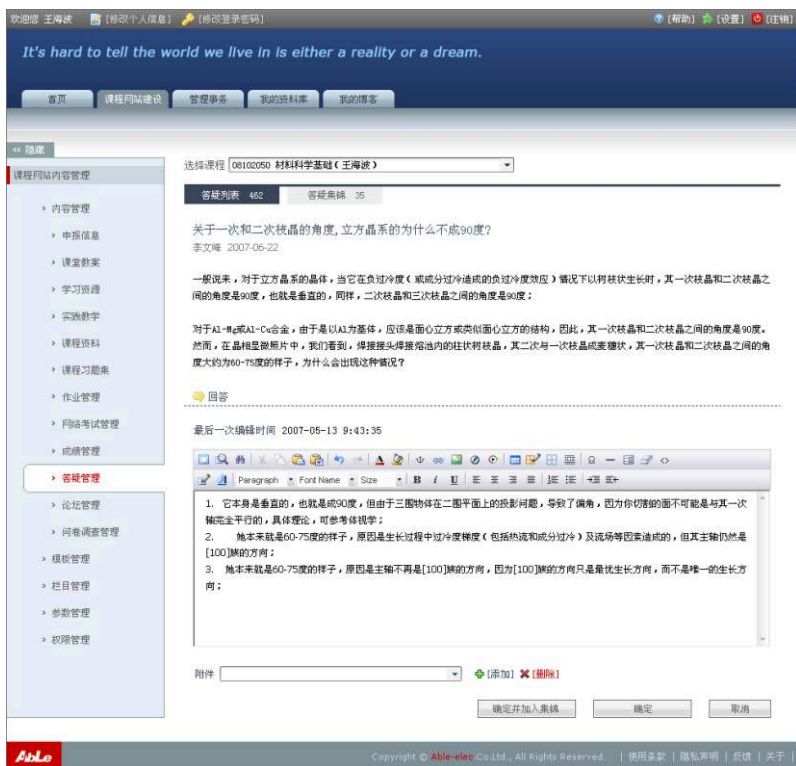 欢迎您 王海波 [修改个人信息] [修改登录密码] [帮助] [设置] [注销]
It's hard to tell the world we live in is either a reality or a dream.
首页 课程网站建设 管理事务 我的资料库 我的博客
<< 隐藏
课程网站内容管理
选择课程 08102050 材料科学基础(王海波)
答疑列表 462 答疑集锦 35
> 内容管理
> 申报信息
> 课堂教案
> 学习资源
> 实践教学
> 课程资料
> 课程习题集
> 作业管理
> 网络考试管理
> 成绩管理
> 答疑管理
> 论坛管理
> 问卷调查管理
> 模板管理
> 栏目管理
> 参数管理
> 权限管理
关于一次和二次枝晶的角度,立方晶系的为什么不成90度?
李文峰 2007-06-22
一般说来,对于立方晶系的晶体,当它在负过冷度(或成分过冷造成的负过冷度效应)情况下以树枝状生长时,其一次枝晶和二次枝晶之
间的角度是90度,也就是垂直的,同样,二次枝晶和三次枝晶之间的角度是90度;
对于Al-Mg或Al-Cu合金,由于是以Al为基体,应该是面心立方或类似面心立方的结构,因此,其一次枝晶和二次枝晶之间的角度是90度。
然而,在晶相显微照片中,我们看到,焊接接头焊接熔池内的柱状树枝晶,其二次与一次枝晶成麦穗状,其一次枝晶和二次枝晶之间的角
度大约为60-75度的样子,为什么会出现这种情况?
回答
最后一次编辑时间 2007-05-13 9:43:35
Paragraph Font Name Size B I U
1. 它本身是垂直的,也就是成90度,但由于三围物体在二围平面上的投影问题,导致了偏角,因为你切割的面不可能是与其一次
轴完全平行的,具体理论,可参考体视学;
2. 她本来就是60-75度的样子,原因是生长过程中过冷梯度(包括热流和成分过冷)及流场等因素造成的,但其主轴仍然是
[100]族的方向;
3. 她本来就是60-75度的样子,原因是主轴不再是[100]族的方向,因为[100]族的方向只是最优生长方向,而不是唯一的生长方
向;
附件 [添加] [删除]
确定并加入集锦 确定 取消
AbLe
Copyright © Able-elec Co.Ltd., All Rights Reserved. | 使用条款 | 隐私声明 | 反馈 | 关于 |